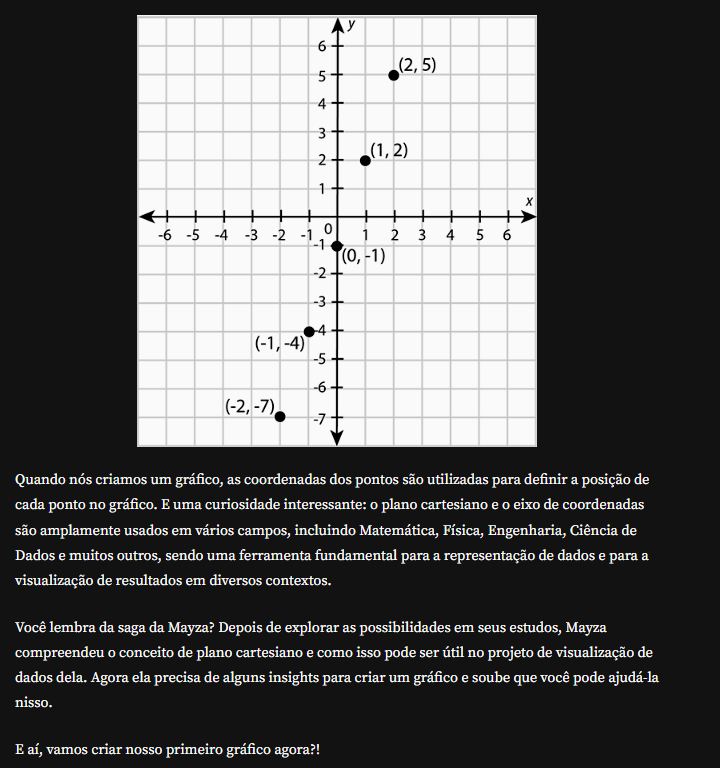 y
6
(2, 5)
5
4
3
(1, 2)
2
1
x
-6 -5 -4 -3 -2 -1 0 1 2 3 4 5 6
-1
(0, -1)
-2
-3
-4
(-1, -4)
-5
-6
(-2, -7)
-7
Quando nós criamos um gráfico, as coordenadas dos pontos são utilizadas para definir a posição de
cada ponto no gráfico. E uma curiosidade interessante: o plano cartesiano e o eixo de coordenadas
são amplamente usados em vários campos, incluindo Matemática, Física, Engenharia, Ciência de
Dados e muitos outros, sendo uma ferramenta fundamental para a representação de dados e para a
visualização de resultados em diversos contextos.
Você lembra da saga da Mayza? Depois de explorar as possibilidades em seus estudos, Mayza
compreendeu o conceito de plano cartesiano e como isso pode ser útil no projeto de visualização de
dados dela. Agora ela precisa de alguns insights para criar um gráfico e soube que você pode ajudá-la
nisso.
E aí, vamos criar nosso primeiro gráfico agora?!